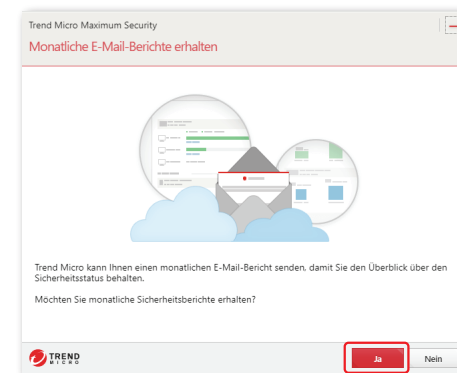 Trend Micro Maximum Security
Monatliche E-Mail-Berichte erhalten
Trend Micro kann Ihnen einen monatlichen E-Mail-Bericht senden, damit Sie den Überblick über den
Sicherheitsstatus behalten.
Möchten Sie monatliche Sicherheitsberichte erhalten?
TREND
MICRO
Ja
Nein